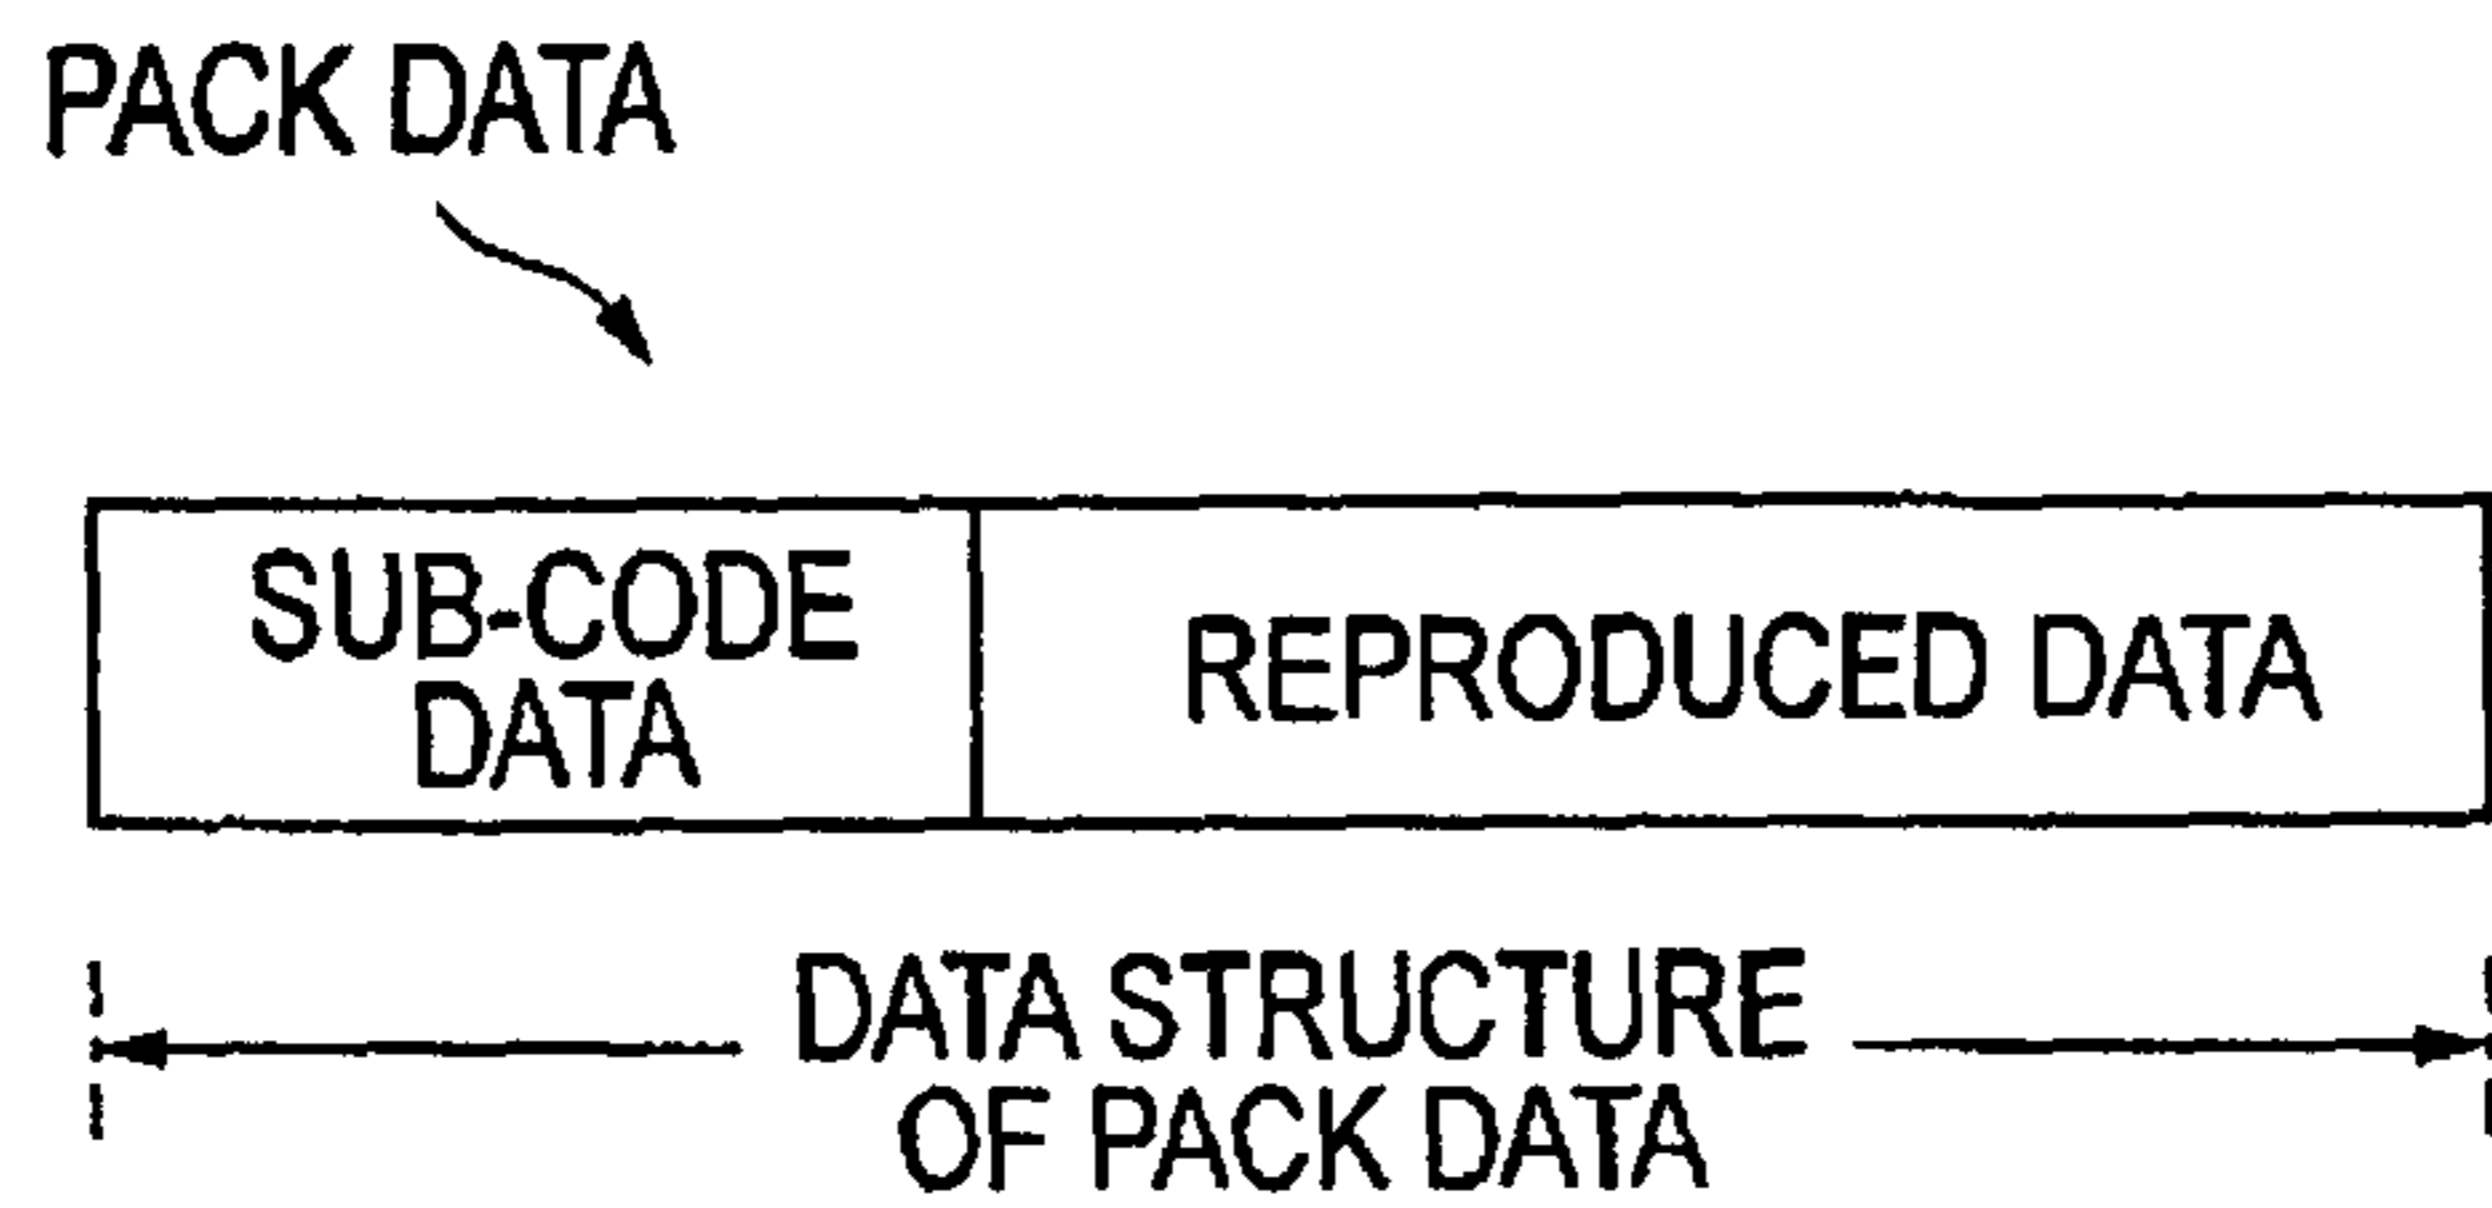 PACK DATA
SUB-CODE
DATA
REPRODUCED DATA
DATA STRUCTURE
OF PACK DATA